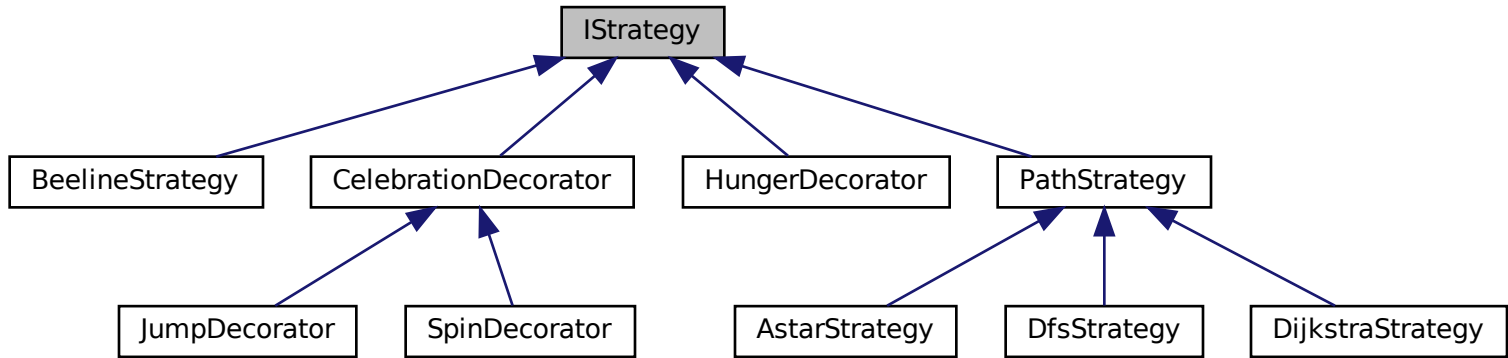 IStrategy
BeelineStrategy
CelebrationDecorator
HungerDecorator
PathStrategy
JumpDecorator
SpinDecorator
AstarStrategy
DfsStrategy
DijkstraStrategy